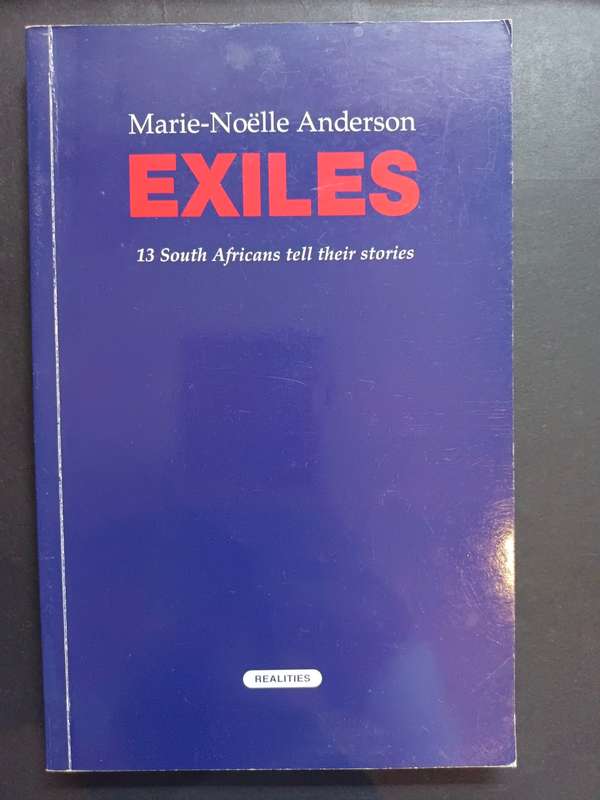 Marie-Noëlle Anderson
EXILES
13 South Africans tell their stories
REALITIES